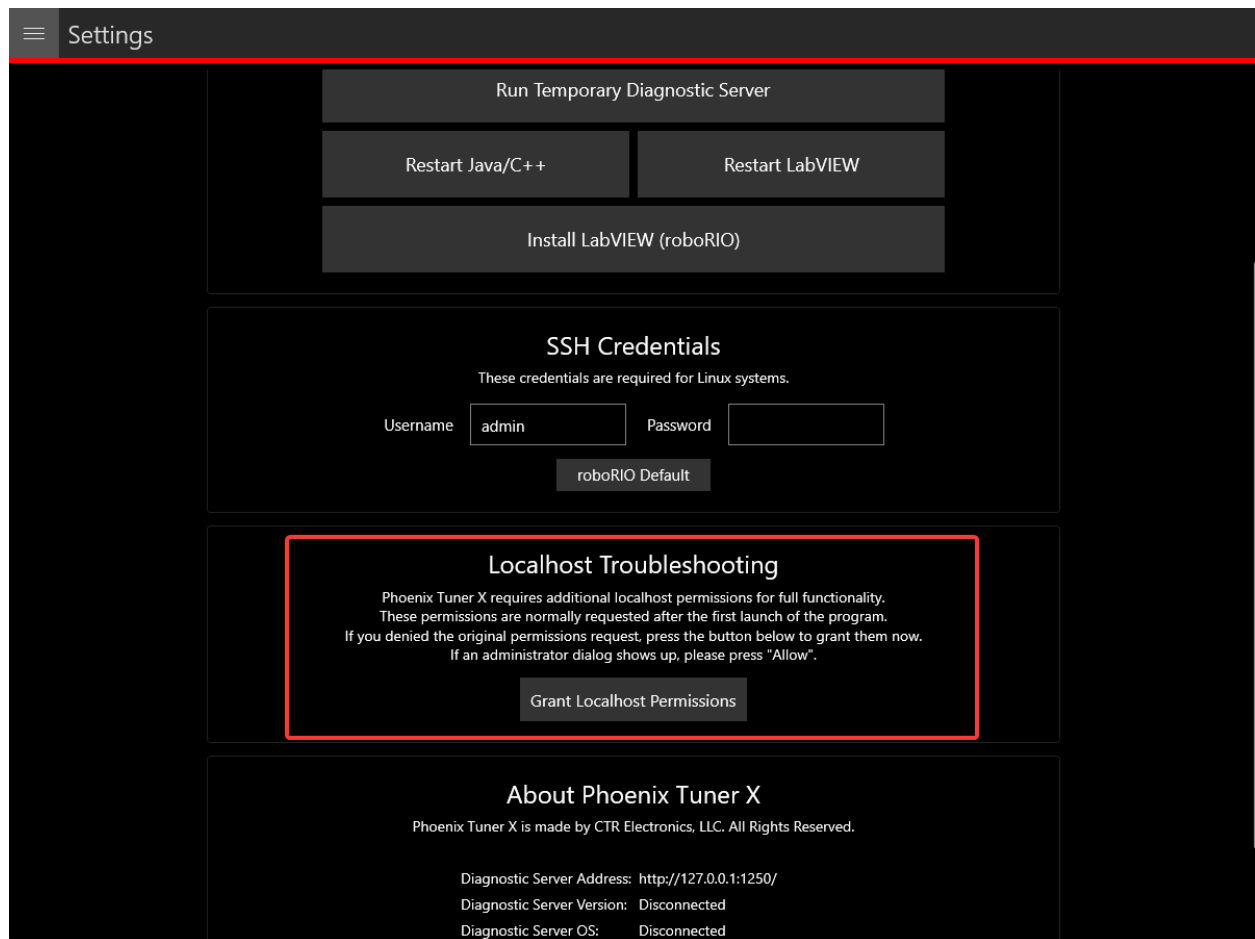 Settings
Run Temporary Diagnostic Server
Restart Java/C++
Restart LabVIEW
Install LabVIEW (roboRIO)
SSH Credentials
These credentials are required for Linux systems.
Username admin Password
roboRIO Default
Localhost Troubleshooting
Phoenix Tuner X requires additional localhost permissions for full functionality.
These permissions are normally requested after the first launch of the program.
If you denied the original permissions request, press the button below to grant them now.
If an administrator dialog shows up, please press "Allow".
Grant Localhost Permissions
About Phoenix Tuner X
Phoenix Tuner X is made by CTR Electronics, LLC. All Rights Reserved.
Diagnostic Server Address: http://127.0.0.1:1250/
Diagnostic Server Version: Disconnected
Diagnostic Server OS: Disconnected